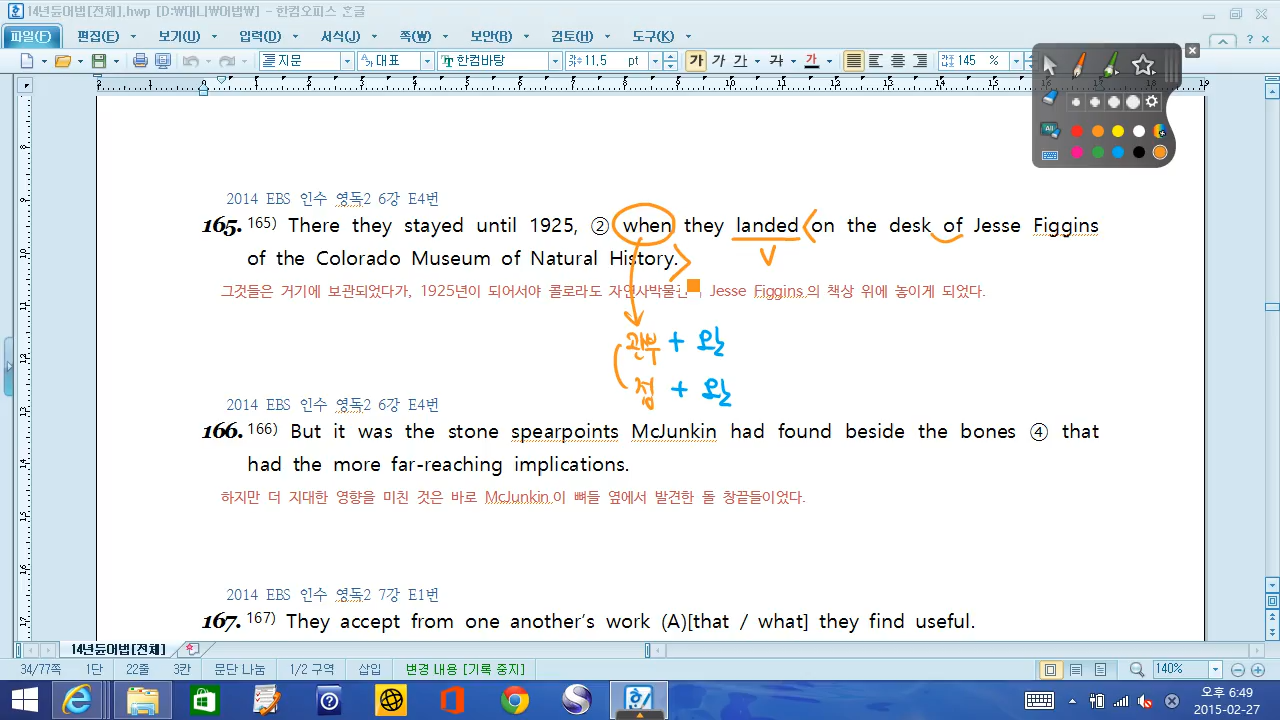 14년듄어법[전체].hwp [D:₩대니₩어법₩] - 한컴오피스 한글
파일(F) 편집(E) 보기(U) 입력(D) 서식(J) 쪽(W) 보안(R) 검토(H) 도구(K)
지문 대표 한컴바탕 11.5 pt 가 가 가 가 가 145 %
2014 EBS 인수 영독2 6강 E4번
165. 165) There they stayed until 1925, ② when they landed on the desk of Jesse Figgins
of the Colorado Museum of Natural History.
그것들은 거기에 보관되었다가, 1925년이 되어서야 콜로라도 자연사박물관 Jesse Figgins의 책상 위에 놓이게 되었다.
관부 + 완
점 + 완
2014 EBS 인수 영독2 6강 E4번
166. 166) But it was the stone spearpoints McJunkin had found beside the bones ④ that
had the more far-reaching implications.
하지만 더 지대한 영향을 미친 것은 바로 McJunkin이 뼈들 옆에서 발견한 돌 창끝들이었다.
2014 EBS 인수 영독2 7강 E1번
167. 167) They accept from one another's work (A)[that / what] they find useful.
14년듄어법[전체]
34/77쪽 1단 22줄 3칸 문단 나눔 1/2 구역 삽입 변경 내용 [기록 중지] 140%
오후 6:49
2015-02-27